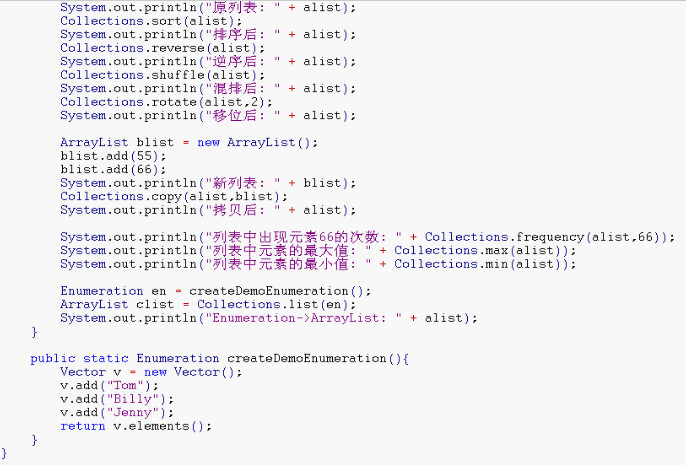 System.out.println("原列表: " + alist);
Collections.sort(alist);
System.out.println("排序后: " + alist);
Collections.reverse(alist);
System.out.println("逆序后: " + alist);
Collections.shuffle(alist);
System.out.println("混排后: " + alist);
Collections.rotate(alist,2);
System.out.println("移位后: " + alist);
ArrayList blist = new ArrayList();
blist.add(55);
blist.add(66);
System.out.println("新列表: " + blist);
Collections.copy(alist,blist);
System.out.println("拷贝后: " + alist);
System.out.println("列表中出现元素66的次数: " + Collections.frequency(alist,66));
System.out.println("列表中元素的最大值: " + Collections.max(alist));
System.out.println("列表中元素的最小值: " + Collections.min(alist));
Enumeration en = createDemoEnumeration();
ArrayList clist = Collections.list(en);
System.out.println("Enumeration->ArrayList: " + alist);
}
public static Enumeration createDemoEnumeration(){
Vector v = new Vector();
v.add("Tom");
v.add("Billy");
v.add("Jenny");
return v.elements();
}
}